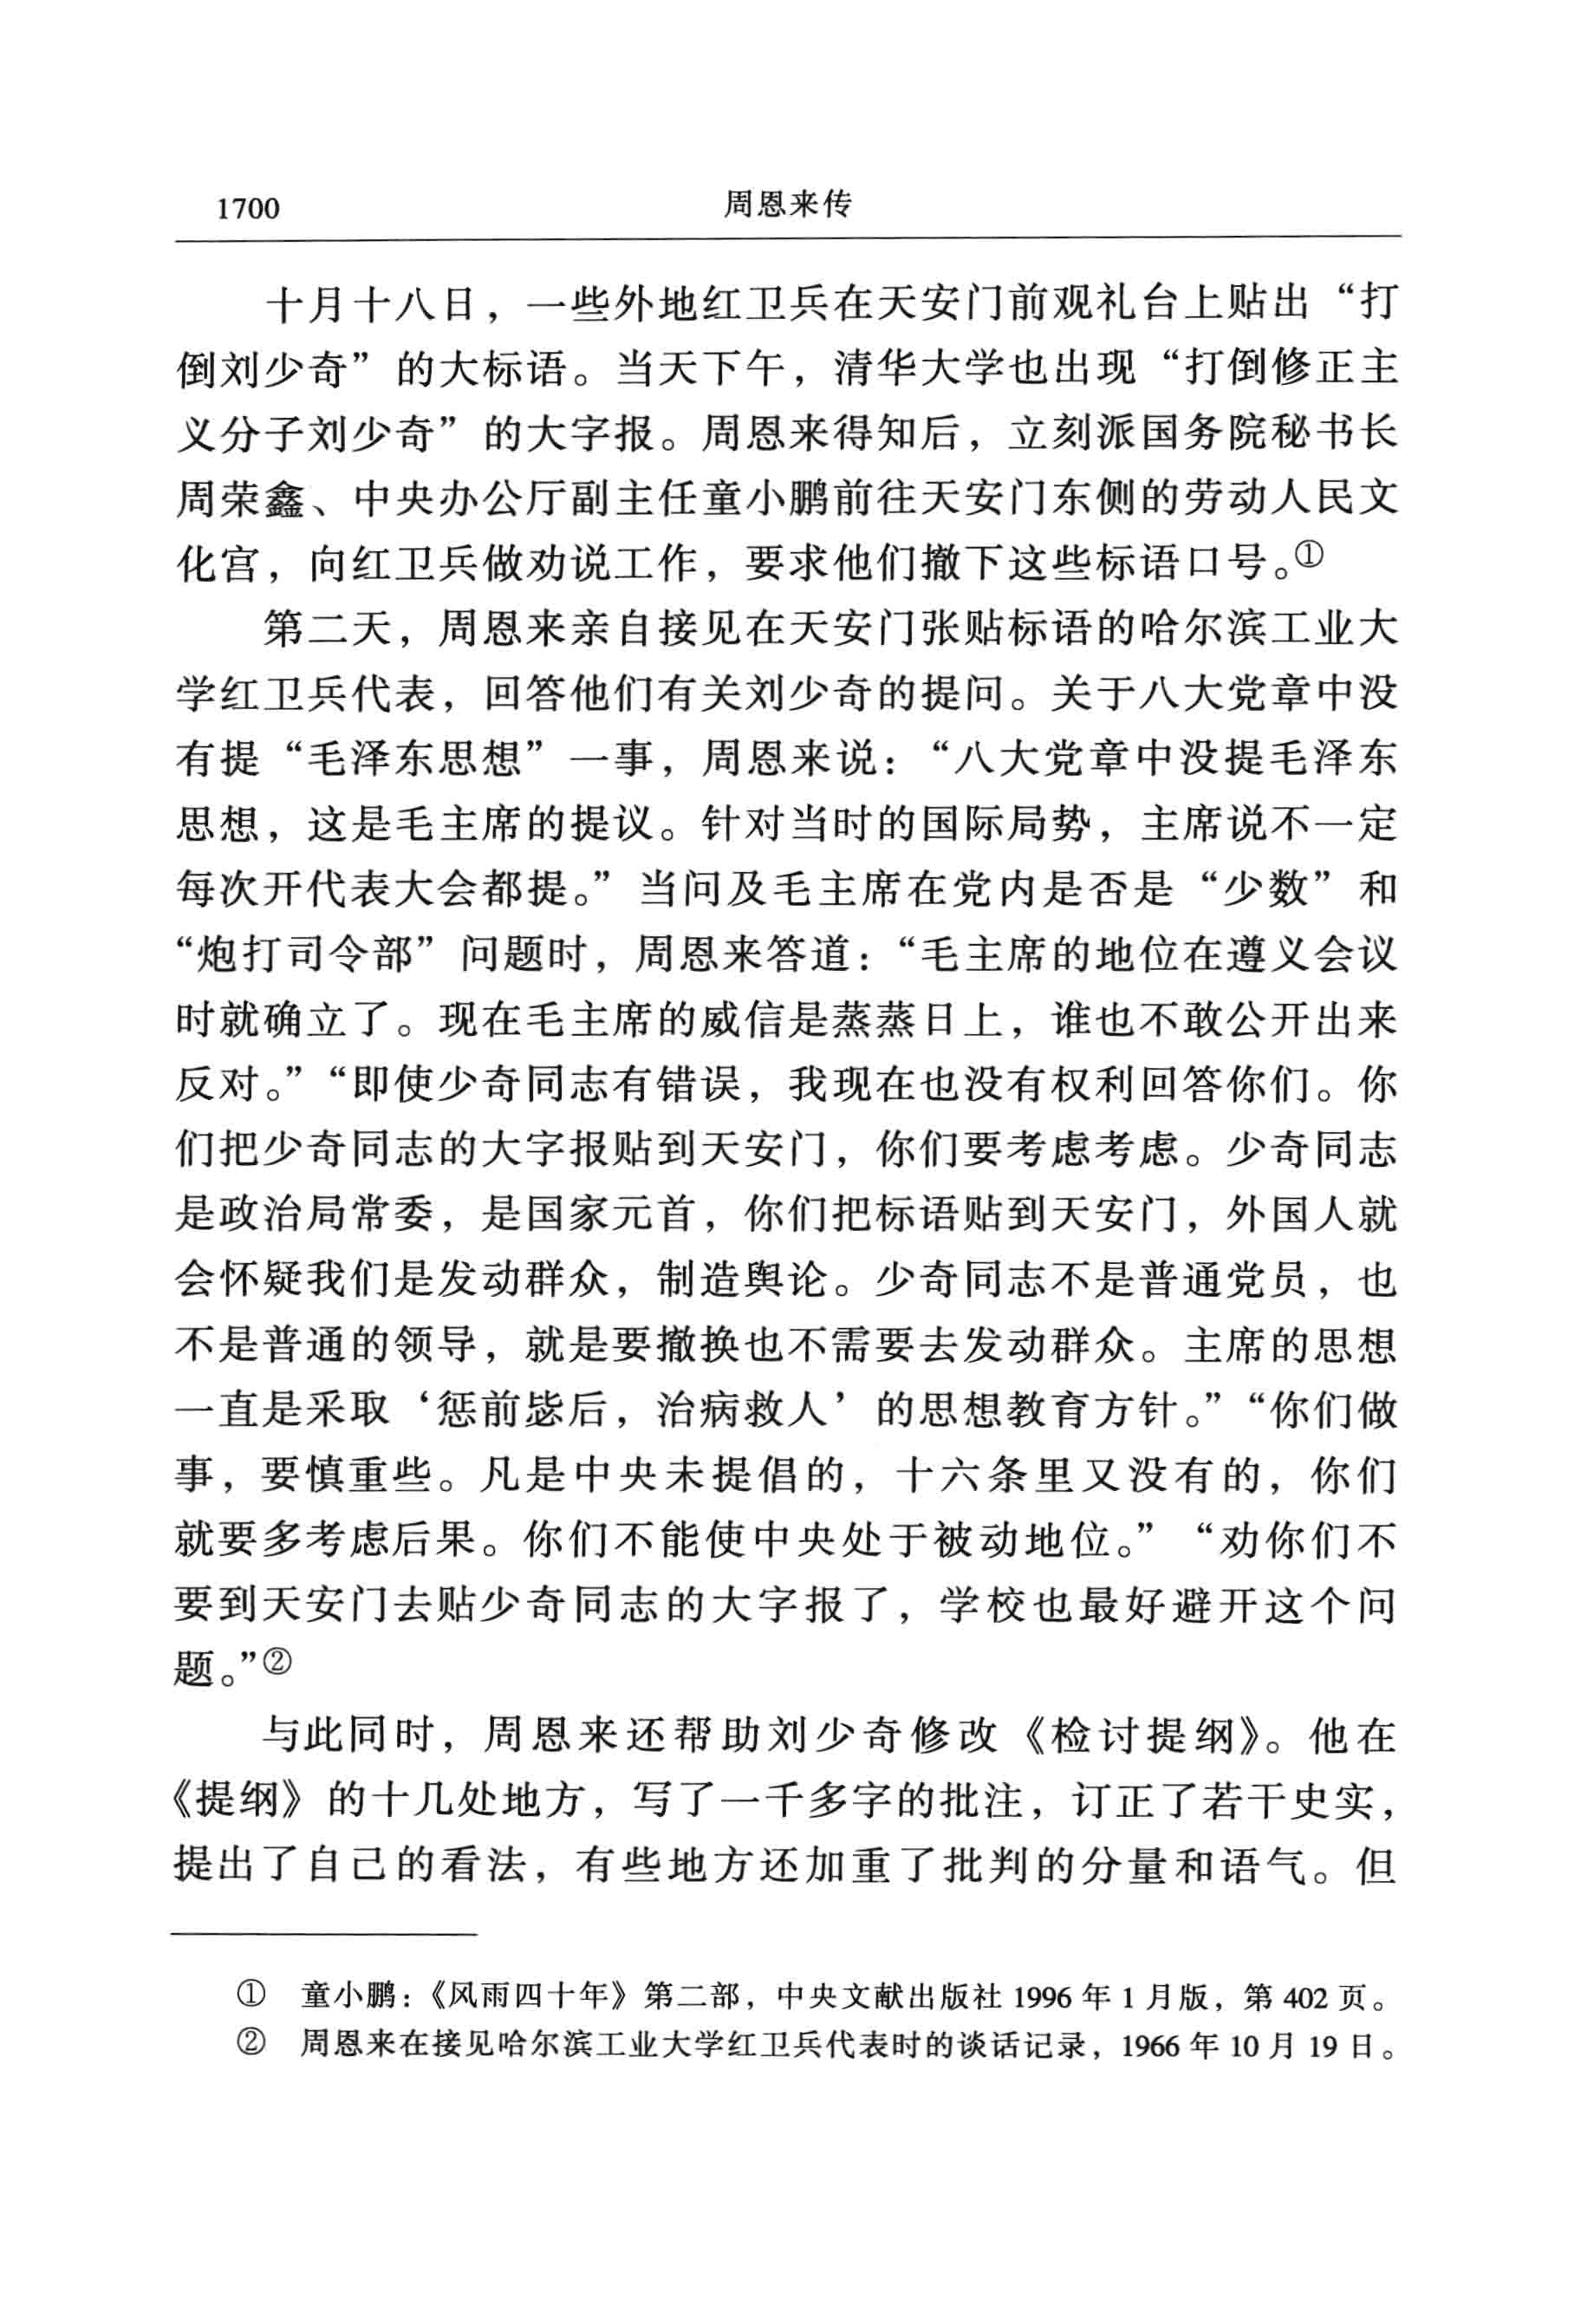 1700
周恩来传
十月十八日，一些外地红卫兵在天安门前观礼台上贴出“打
倒刘少奇”的大标语。当天下午，清华大学也出现“打倒修正主
义分子刘少奇”的大字报。周恩来得知后，立刻派国务院秘书长
周荣鑫、中央办公厅副主任童小鹏前往天安门东侧的劳动人民文
化宫，向红卫兵做劝说工作，要求他们撤下这些标语口号。①
第二天，周恩来亲自接见在天安门张贴标语的哈尔滨工业大
学红卫兵代表，回答他们有关刘少奇的提问。关于八大党章中没
有提“毛泽东思想”一事，周恩来说：“八大党章中没提毛泽东
思想，这是毛主席的提议。针对当时的国际局势，主席说不一定
每次开代表大会都提。”当问及毛主席在党内是否是“少数”和
“炮打司令部”问题时，周恩来答道：“毛主席的地位在遵义会议
时就确立了。现在毛主席的威信是蒸蒸日上，谁也不敢公开出来
反对。”“即使少奇同志有错误，我现在也没有权利回答你们。你
们把少奇同志的大字报贴到天安门，你们要考虑考虑。少奇同志
是政治局常委，是国家元首，你们把标语贴到天安门，外国人就
会怀疑我们是发动群众，制造舆论。少奇同志不是普通党员，也
不是普通的领导，就是要撤换也不需要去发动群众。主席的思想
一直是采取‘惩前毖后，治病救人’的思想教育方针。”“你们做
事，要慎重些。凡是中央未提倡的，十六条里又没有的，你们
就要多考虑后果。你们不能使中央处于被动地位。”“劝你们不
要到天安门去贴少奇同志的大字报了，学校也最好避开这个问
题。”②
与此同时，周恩来还帮助刘少奇修改《检讨提纲》。他在
《提纲》的十几处地方，写了一千多字的批注，订正了若干史实，
提出了自己的看法，有些地方还加重了批判的分量和语气。但
① 童小鹏：《风雨四十年》第二部，中央文献出版社 1996 年 1 月版，第 402 页。
② 周恩来在接见哈尔滨工业大学红卫兵代表时的谈话记录，1966 年 10 月 19 日。